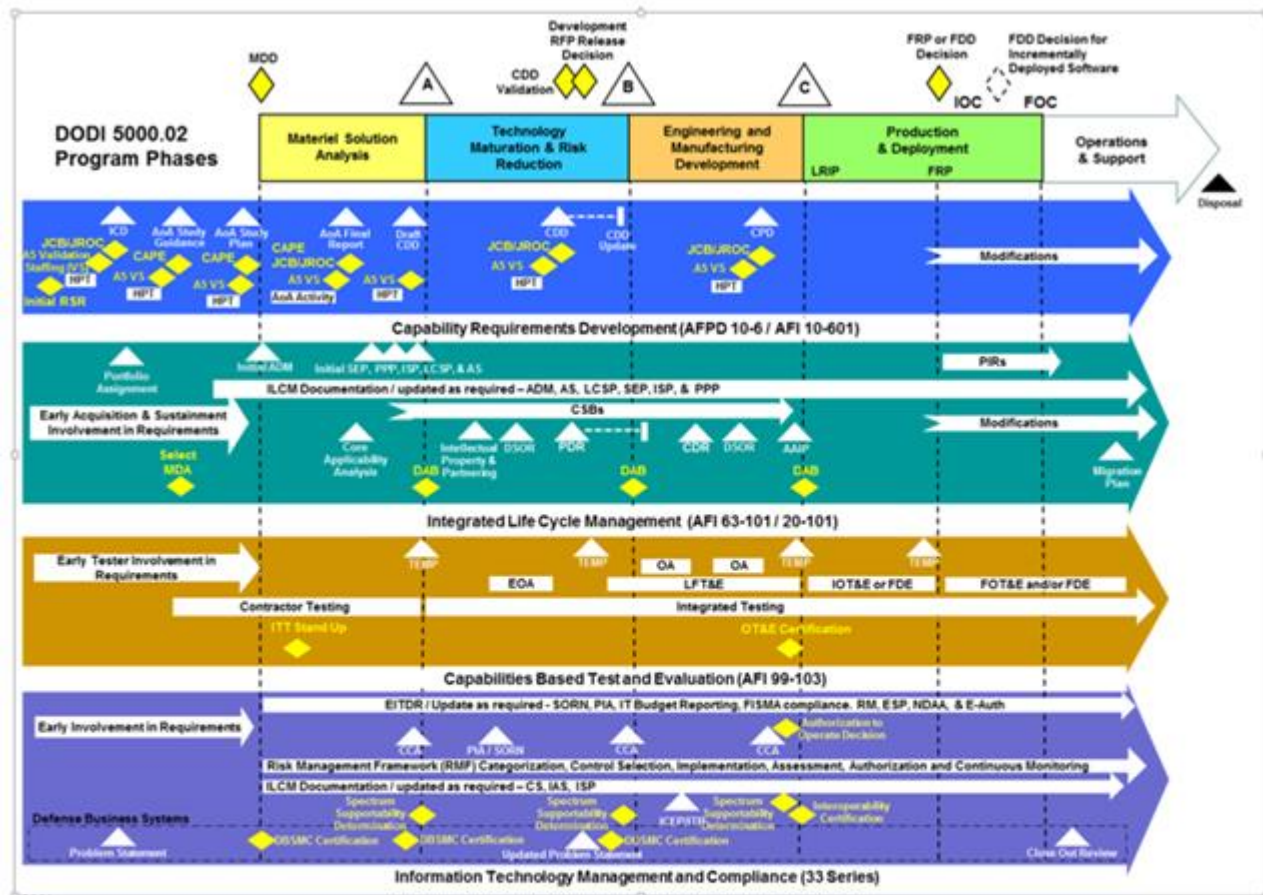 Development
RFP Release
Decision
FRP or FDD
Decision
FDD Decision for
Incrementally
Deployed Software
MDD
CDD
Validation
A
B
C
IOC
FOC
DODI 5000.02
Program Phases
Materiel Solution
Analysis
Technology
Maturation & Risk
Reduction
Engineering and
Manufacturing
Development
Production
& Deployment
LRIP
FRP
Operations
& Support
Disposal
ICD
AoA Study
Guidance
AoA Study
Plan
AoA Final
Report
Draft
CDD
CDD
CDD
Update
CPD
JCB/JROC
A5 Validation
Staffing (VS)
HPT
Initial RSR
CAPE
A5 VS
HPT
CAPE
A5 VS
HPT
CAPE
JCB/JROC
A5 VS
AoA Activity
A5 VS
HPT
JCB/JROC
A5 VS
HPT
JCB/JROC
A5 VS
HPT
Modifications
Capability Requirements Development (AFPD 10-6 / AFI 10-601)
Portfolio
Assignment
Initial ADM
Initial SEP, PPP, ISP, LCSP, & AS
PIRs
ILCM Documentation / updated as required – ADM, AS, LCSP, SEP, ISP, & PPP
Early Acquisition & Sustainment
Involvement in Requirements
CSBs
Modifications
Core
Applicability
Analysis
Intellectual
Property &
Partnering
DSOR
PDR
CDR
DSOR
AAIP
Migration
Plan
Select
MDA
DAB
DAB
DAB
Integrated Life Cycle Management (AFI 63-101 / 20-101)
Early Tester Involvement in
Requirements
TEMP
TEMP
TEMP
TEMP
EOA
OA
OA
LFT&E
IOT&E or FDE
FOT&E and/or FDE
Contractor Testing
Integrated Testing
ITT Stand Up
OT&E Certification
Capabilities Based Test and Evaluation (AFI 99-103)
EITDR / Update as required - SORN, PIA, IT Budget Reporting, FISMA compliance. RM, ESP, NDAA, & E-Auth
Early Involvement in Requirements
CCA
PIA / SORN
CCA
CCA
Authorization to
Operate Decision
Risk Management Framework (RMF) Categorization, Control Selection, Implementation, Assessment, Authorization and Continuous Monitoring
ILCM Documentation / updated as required – CS, IAS, ISP
Spectrum
Supportability
Determination
Spectrum
Supportability
Determination
Spectrum
Supportability
Determination
Interoperability
Certification
Defense Business Systems
Problem Statement
DBSMC Certification
DBSMC Certification
Updated Problem Statement
DBSMC Certification
Close Out Review
Information Technology Management and Compliance (33 Series)